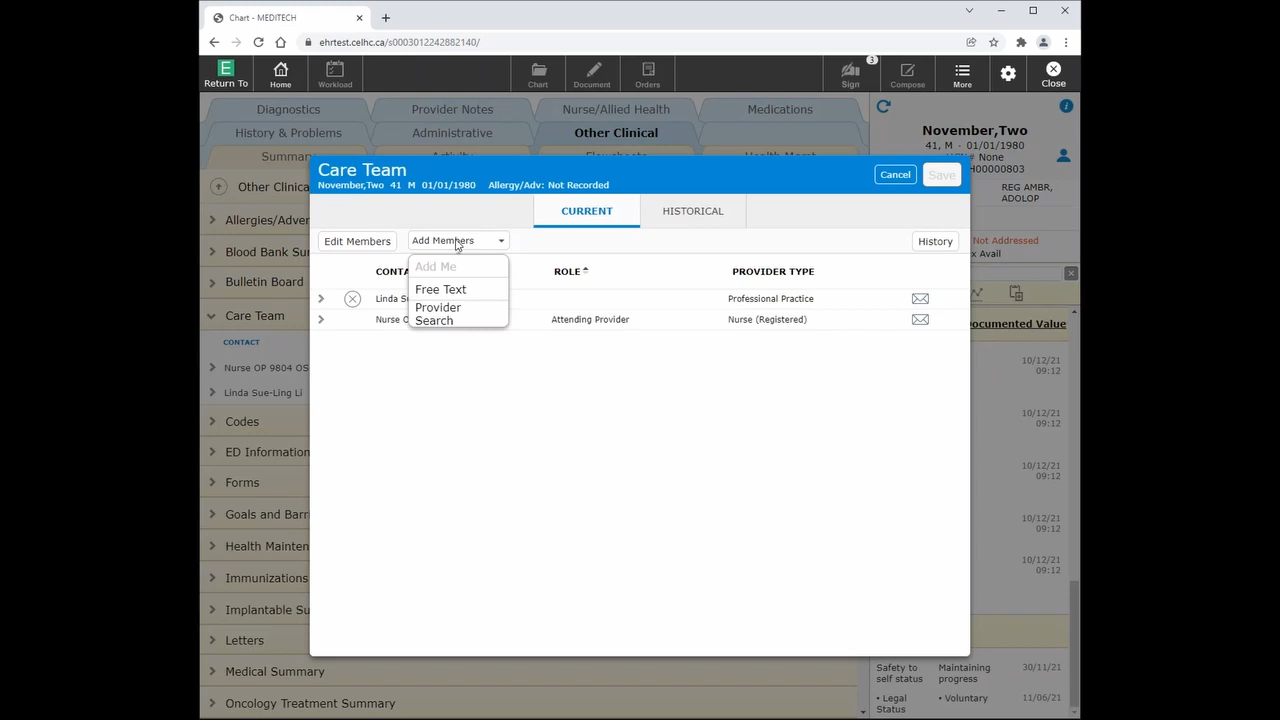 Chart - MEDITECH
ehrtest.celhc.ca/s0003012242882140/
Return To
Home
Workload
Chart
Document
Orders
Sign
3
Compose
More
Close
Diagnostics
Provider Notes
Nurse/Allied Health
Medications
History & Problems
Administrative
Other Clinical
November,Two
41, M · 01/01/1980
H00000803
REG AMBR,
ADOLOP
Not Addressed
x Avail
ocumented Value
Other Clinica
Allergies/Adver
Blood Bank Su
Bulletin Board
Care Team
CONTACT
Nurse OP 9804 OS
Linda Sue-Ling Li
Codes
ED Information
Forms
Goals and Barri
Health Mainten
Immunizations
Implantable Su
Letters
Medical Summary
Oncology Treatment Summary
Care Team
November,Two 41 M 01/01/1980 Allergy/Adv: Not Recorded
Cancel
Save
CURRENT
HISTORICAL
Edit Members
Add Members
History
Add Me
Free Text
Provider
Search
CONTA
ROLE
PROVIDER TYPE
Linda S
Professional Practice
Nurse O
Attending Provider
Nurse (Registered)
10/12/21
09:12
10/12/21
09:12
10/12/21
09:12
10/12/21
09:12
10/12/21
09:12
Safety to
self status
Maintaining
progress
30/11/21
• Legal
Status
• Voluntary
11/06/21